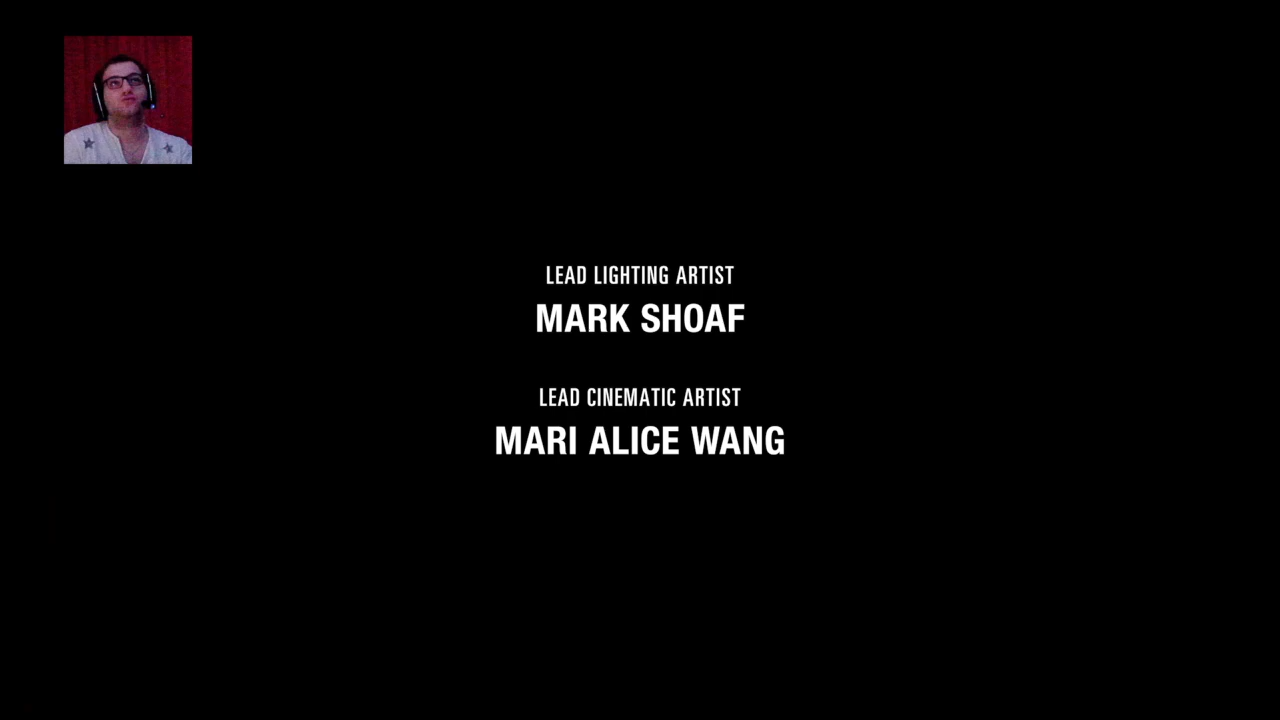 LEAD LIGHTING ARTIST
MARK SHOAF
LEAD CINEMATIC ARTIST
MARI ALICE WANG